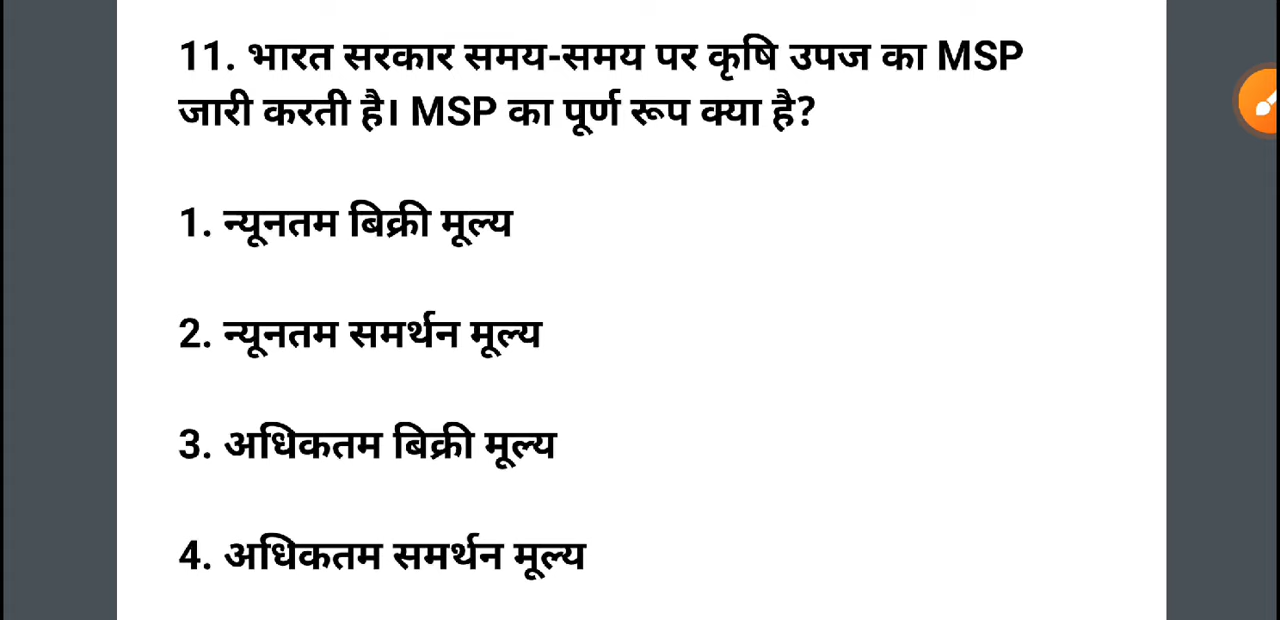 11. भारत सरकार समय-समय पर कृषि उपज का MSP
जारी करती है। MSP का पूर्ण रूप क्या है?
1. न्यूनतम बिक्री मूल्य
2. न्यूनतम समर्थन मूल्य
3. अधिकतम बिक्री मूल्य
4. अधिकतम समर्थन मूल्य